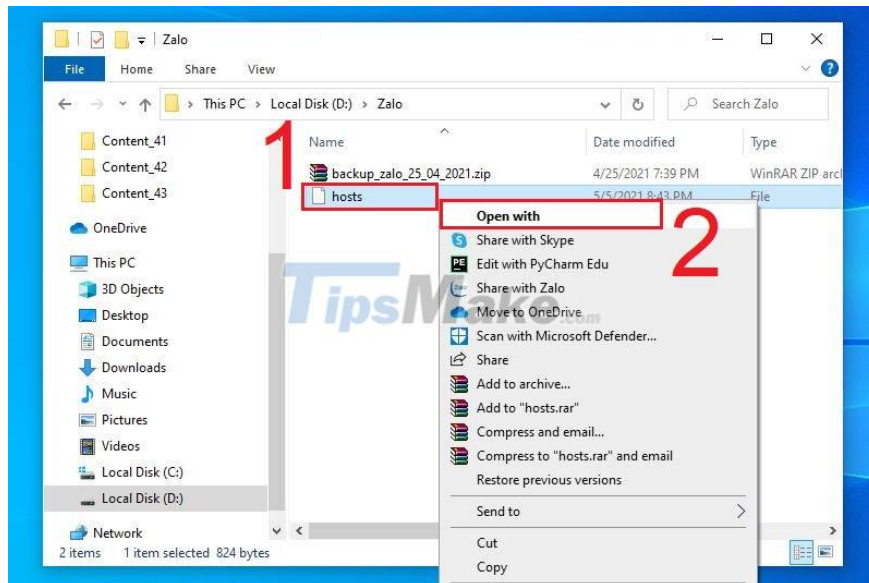 Zalo
File Home Share View
This PC > Local Disk (D:) > Zalo
Search Zalo
Content_41
Content_42
Content_43
OneDrive
This PC
3D Objects
Desktop
Documents
Downloads
Music
Pictures
Videos
Local Disk (C:)
Local Disk (D:)
Network
1
Name Date modified Type
backup_zalo_25_04_2021.zip 4/25/2021 7:39 PM WinRAR ZIP arcl
hosts 5/5/2021 8:43 PM File
2
Open with
Share with Skype
Edit with PyCharm Edu
Share with Zalo
Move to OneDrive
Scan with Microsoft Defender...
Share
Add to archive...
Add to "hosts.rar"
Compress and email...
Compress to "hosts.rar" and email
Restore previous versions
Send to
Cut
Copy
TipsMake.com
2 items 1 item selected 824 bytes